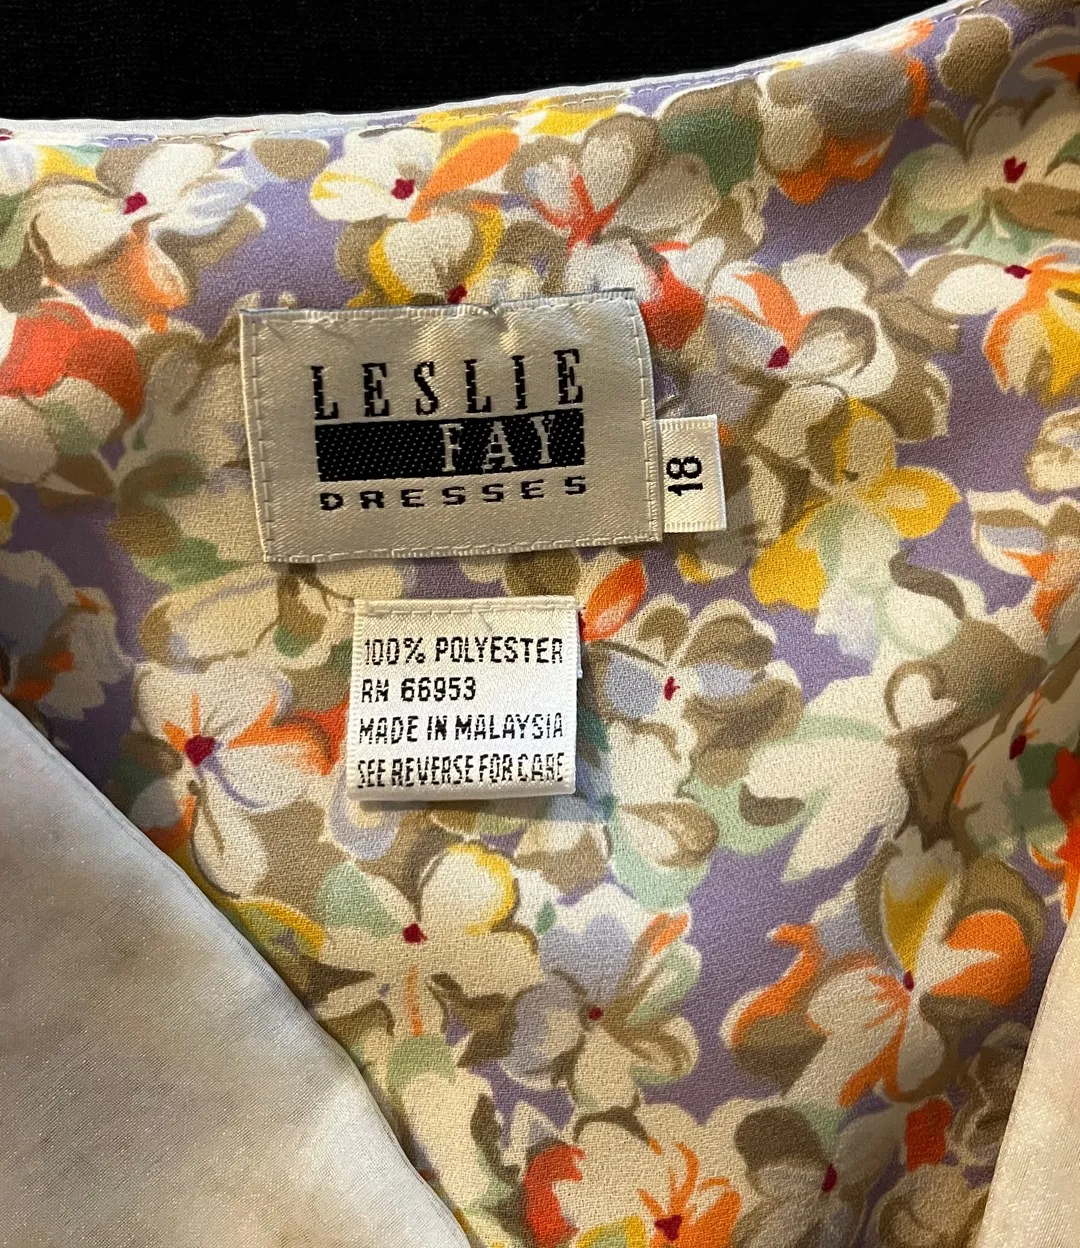 LESLIE
FAY
DRESSES
18
100% POLYESTER
RN 66953
MADE IN MALAYSIA
SEE REVERSE FOR CARE